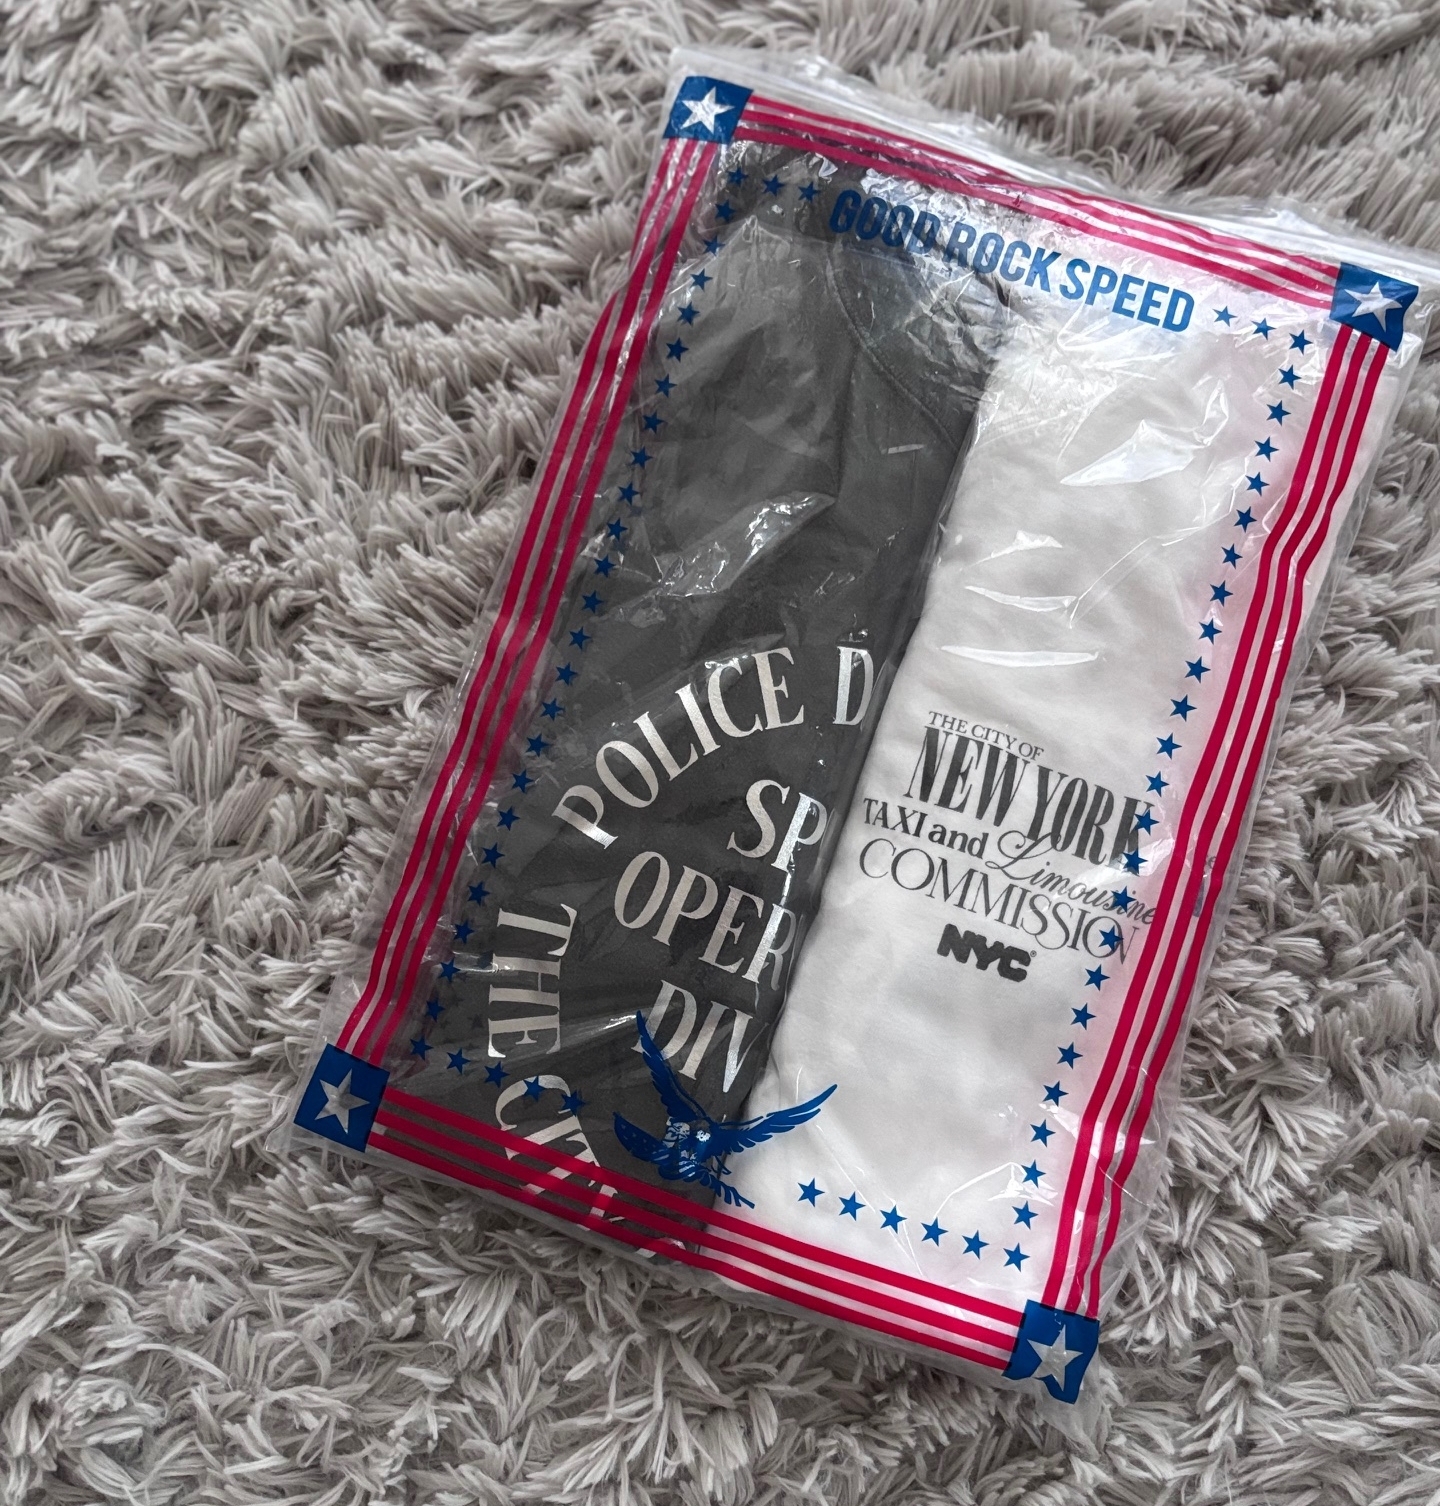 GOOD ROCK SPEED
POLICE D
SP
OPER
DIV
THE
THE CITY OF
NEW YORK
TAXI and Limousine
COMMISSION
NYC